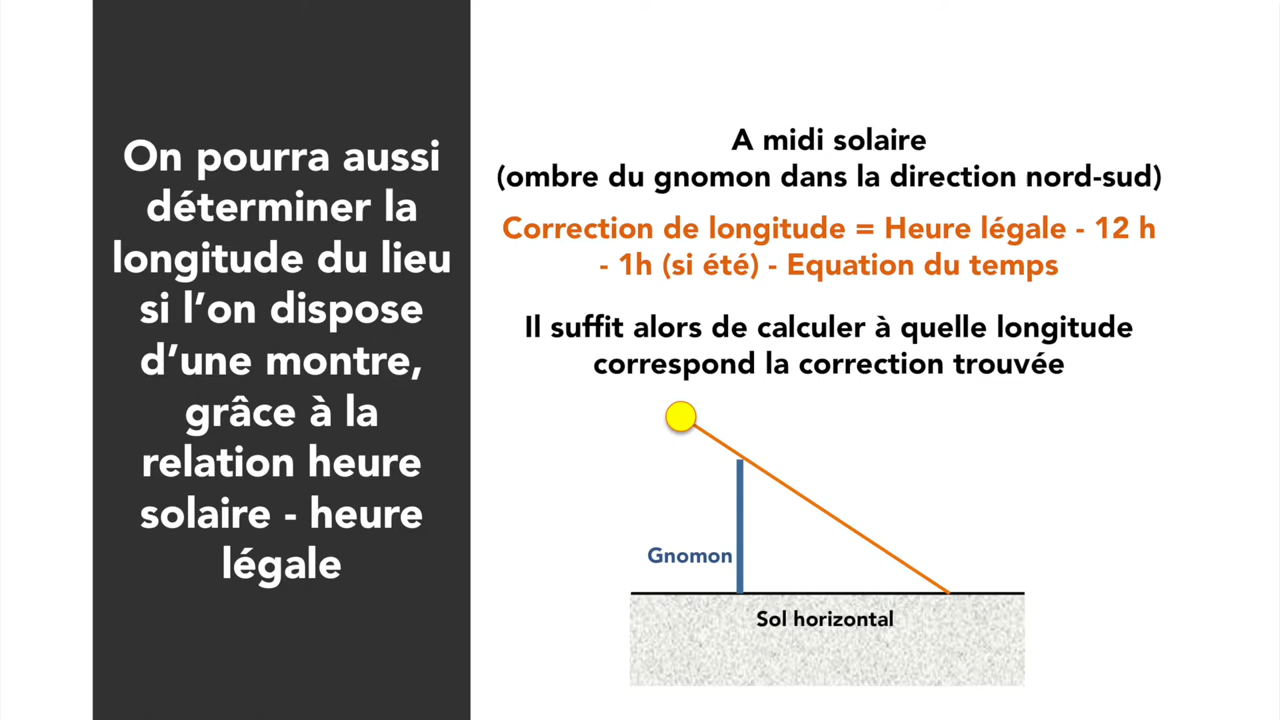 On pourra aussi
déterminer la
longitude du lieu
si l’on dispose
d’une montre,
grâce à la
relation heure
solaire - heure
légale
A midi solaire
(ombre du gnomon dans la direction nord-sud)
Correction de longitude = Heure légale - 12 h
- 1h (si été) - Equation du temps
Il suffit alors de calculer à quelle longitude
correspond la correction trouvée
Gnomon
Sol horizontal